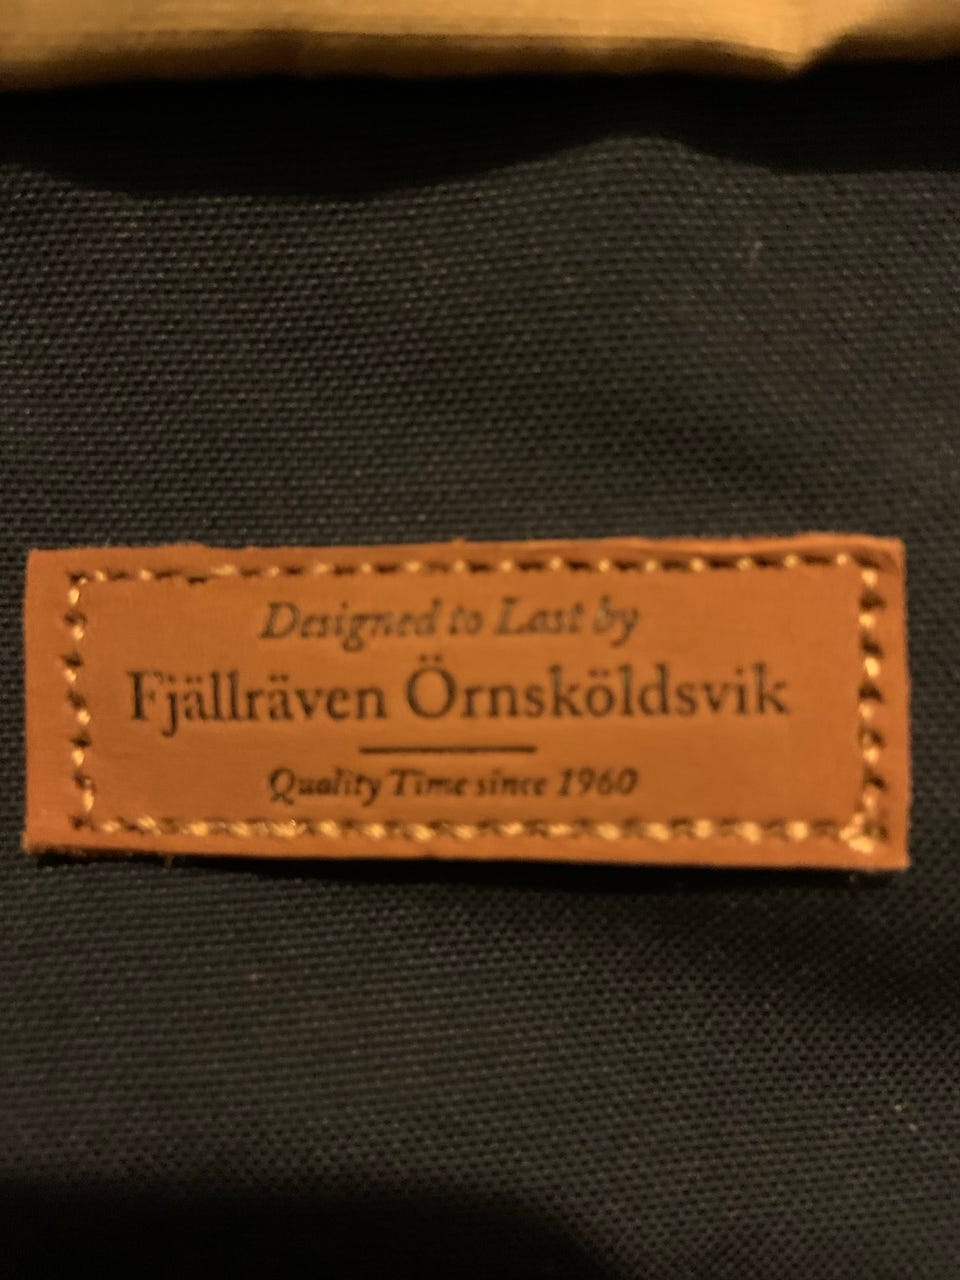 Designed to Last by
Fjällräven Örnsköldsvik
Quality Time since 1960